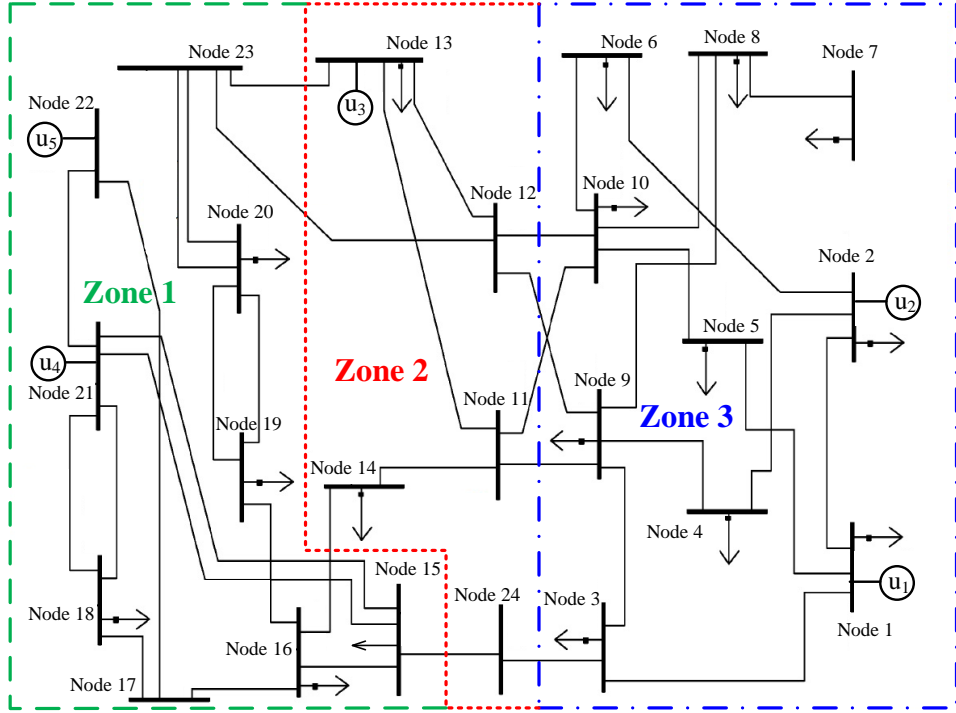 Node 23
Node 13
Node 6
Node 8
Node 7
Node 22
u3
u5
Node 12
Node 10
Node 20
Node 2
Zone 1
u2
Node 5
u4
Zone 2
Node 9
Node 21
Node 11
Zone 3
Node 19
Node 14
Node 4
Node 15
u1
Node 24
Node 3
Node 18
Node 1
Node 16
Node 17